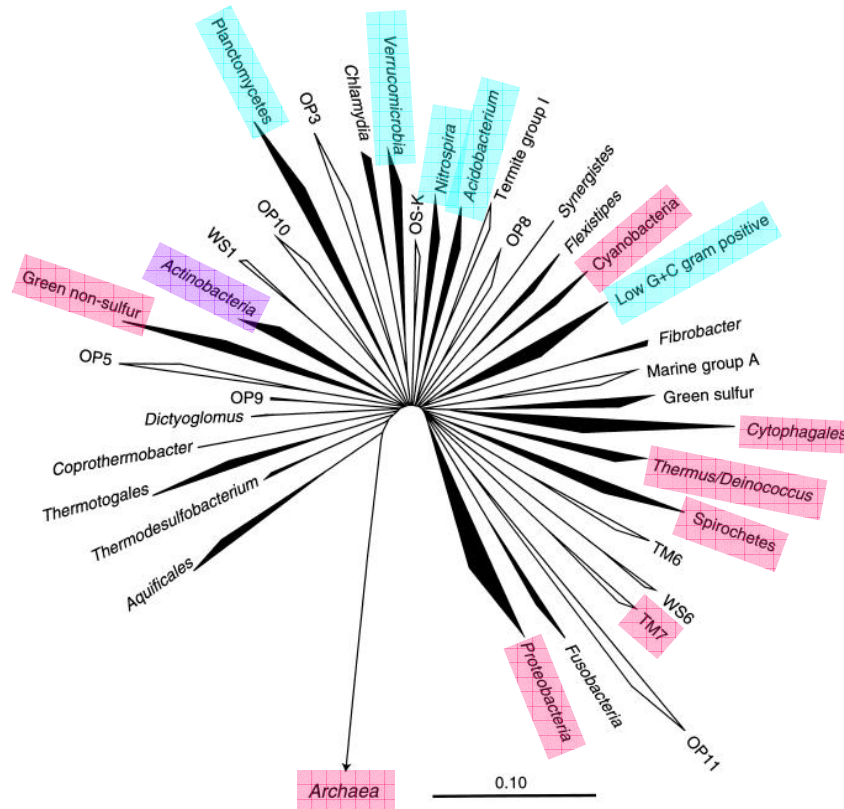 Planctomycetes
OP3
Chlamydia
Verrucomicrobia
OS-K
Nitrospira
Acidobacterium
Termite group I
OP8
Synergistes
Flexistipes
Cyanobacteria
Low G+C gram positive
Fibrobacter
Marine group A
Green sulfur
Cytophagales
Thermus/Deinococcus
Spirochetes
TM6
WS6
TM7
OP11
Fusobacteria
Proteobacteria
0.10
Archaea
Aquificales
Thermodesulfobacterium
Thermotogales
Coprothermobacter
Dictyoglomus
OP9
OP5
Green non-sulfur
Actinobacteria
WS1
OP10